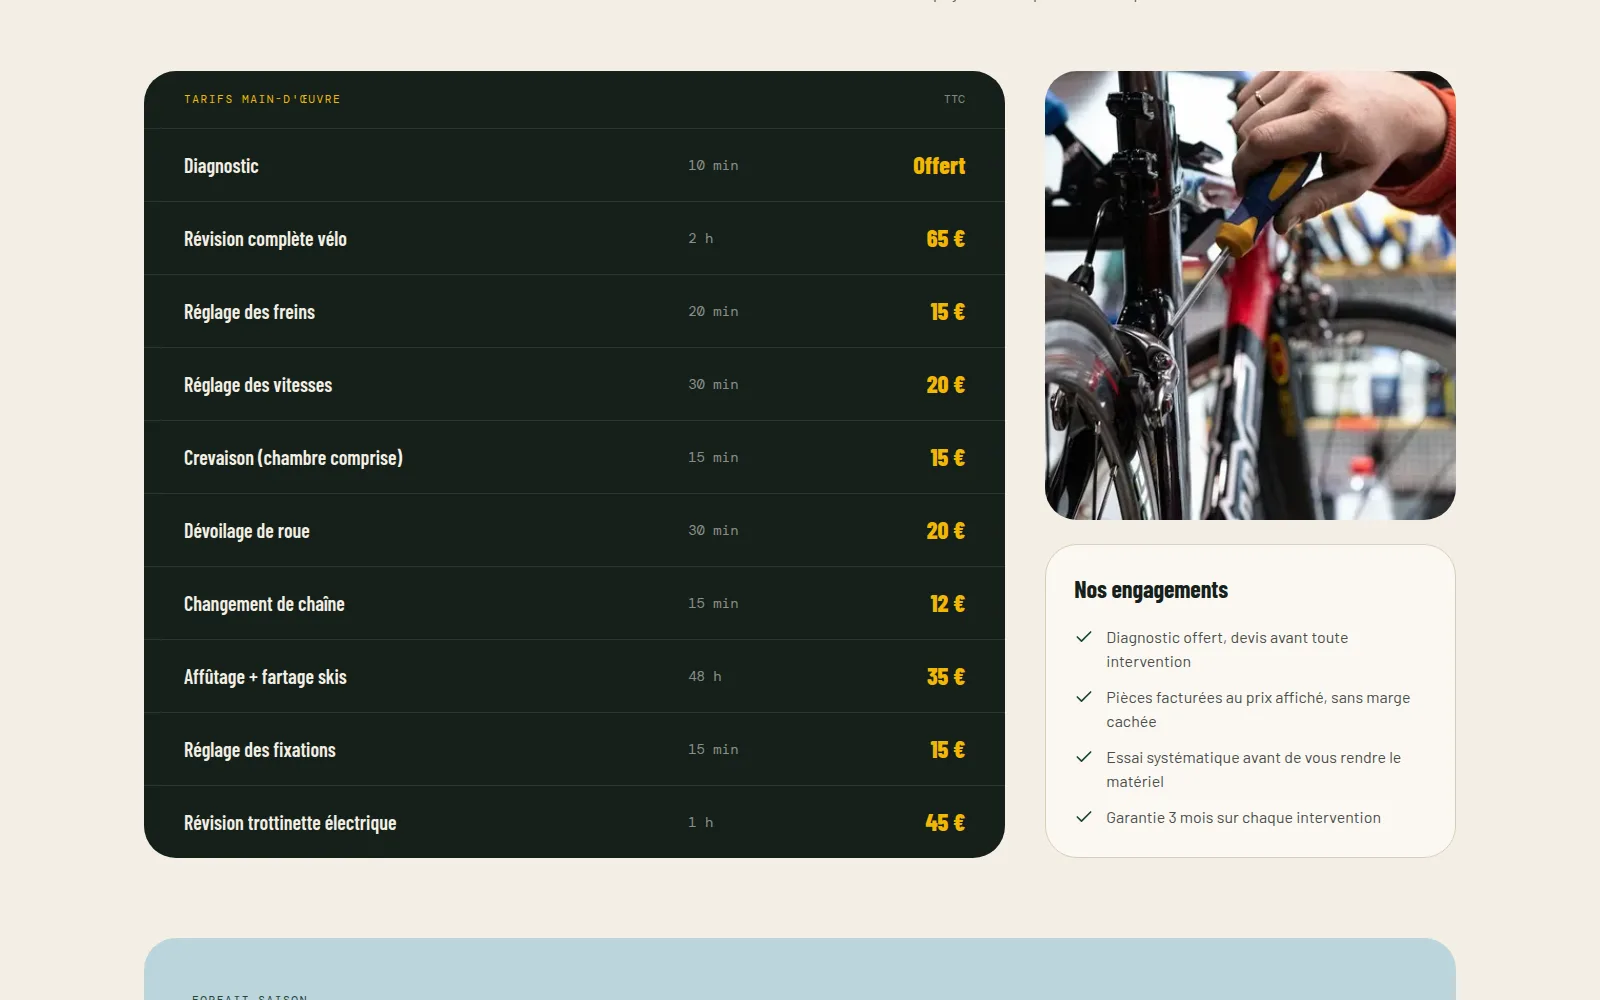 TARIFS MAIN-D'ŒUVRE TTC
Diagnostic 10 min Offert
Révision complète vélo 2 h 65 €
Réglage des freins 20 min 15 €
Réglage des vitesses 30 min 20 €
Crevaison (chambre comprise) 15 min 15 €
Dévoilage de roue 30 min 20 €
Changement de chaîne 15 min 12 €
Affûtage + fartage skis 48 h 35 €
Réglage des fixations 15 min 15 €
Révision trottinette électrique 1 h 45 €
Nos engagements
Diagnostic offert, devis avant toute
intervention
Pièces facturées au prix affiché, sans marge
cachée
Essai systématique avant de vous rendre le
matériel
Garantie 3 mois sur chaque intervention
FORFAIT SAISON